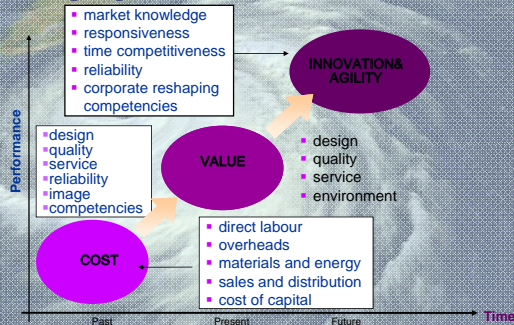 market knowledge
responsiveness
time competitiveness
reliability
corporate reshaping
competencies
INNOVATION&
AGILITY
Performance
design
quality
service
reliability
image
competencies
VALUE
design
quality
service
environment
COST
direct labour
overheads
materials and energy
sales and distribution
cost of capital
Past
Present
Future
Time